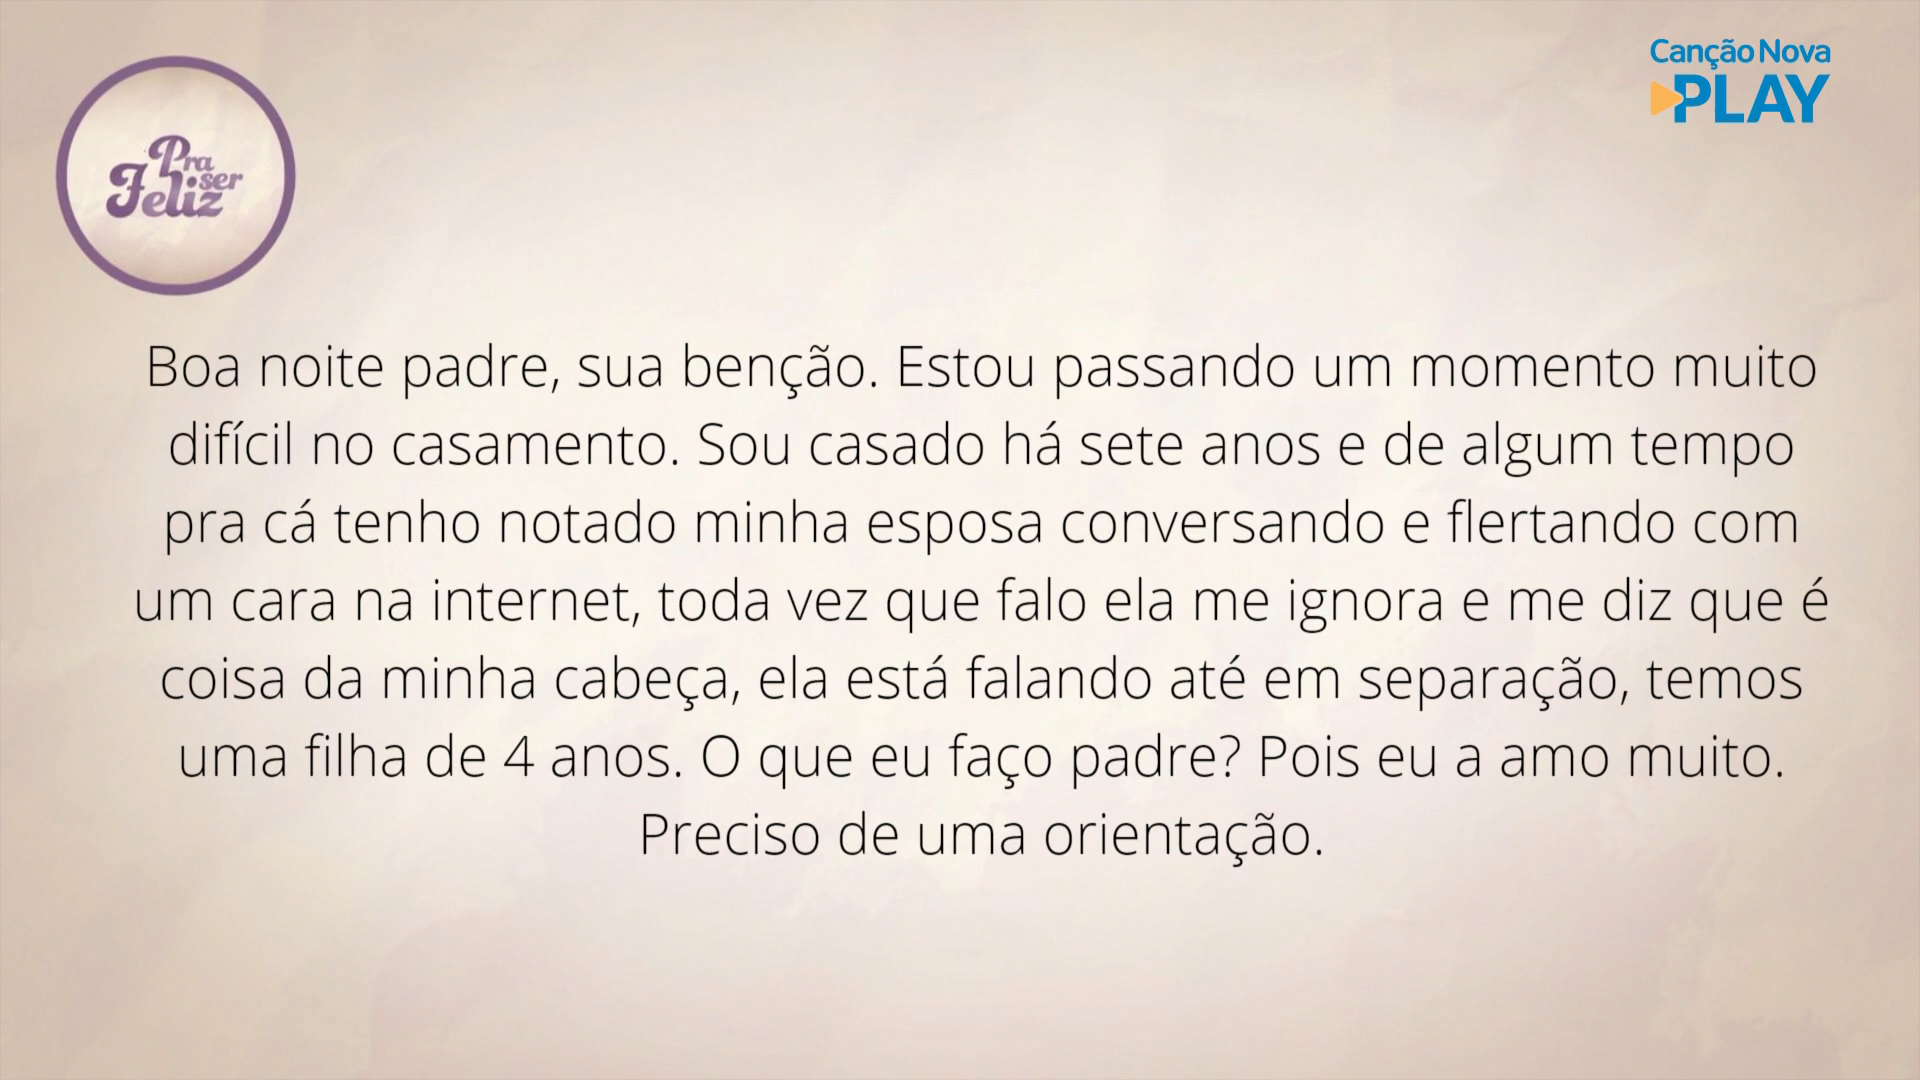 Canção Nova
PLAY
Pra
ser
Feliz
Boa noite padre, sua benção. Estou passando um momento muito
difícil no casamento. Sou casado há sete anos e de algum tempo
pra cá tenho notado minha esposa conversando e flertando com
um cara na internet, toda vez que falo ela me ignora e me diz que é
coisa da minha cabeça, ela está falando até em separação, temos
uma filha de 4 anos. O que eu faço padre? Pois eu a amo muito.
Preciso de uma orientação.